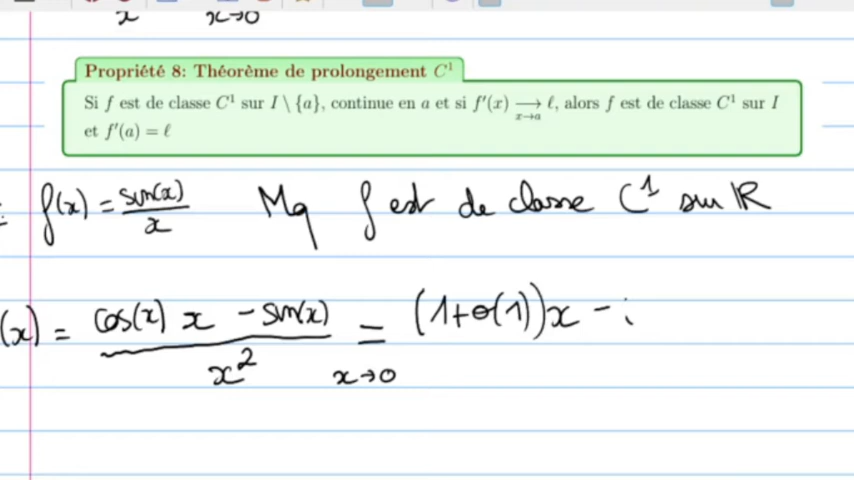 x x→0
Propriété 8: Théorème de prolongement C¹
Si f est de classe C¹ sur I \ {a}, continue en a et si f′(x) ⟶ ℓ, alors f est de classe C¹ sur I
x→a
et f′(a) = ℓ
f(x) = sin(x)/x Mq f est de classe C¹ sur ℝ
(x) = (cos(x) x - sin(x))/x² = (1+o(1))x -
x→0